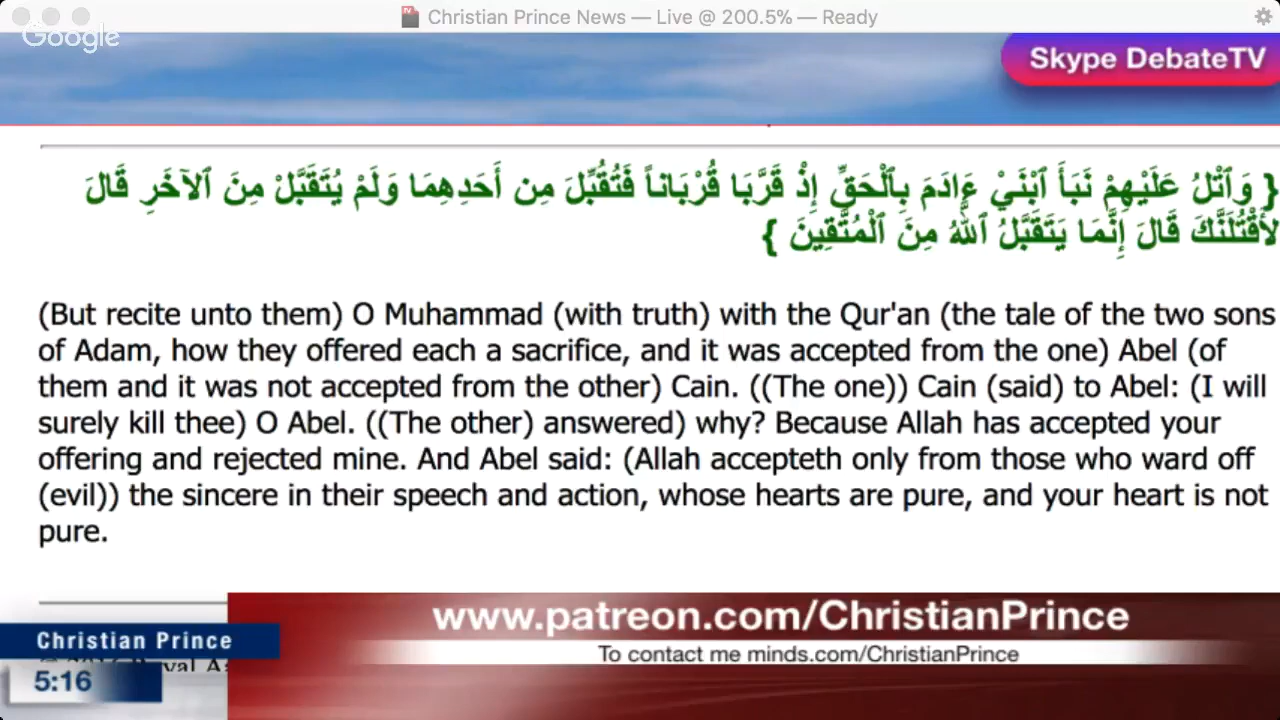 Christian Prince News — Live @ 200.5% — Ready
Google
Skype DebateTV
{ وَٱتْلُ عَلَيْهِمْ نَبَأَ ٱبْنَيْ ءَادَمَ بِٱلْحَقِّ إِذْ قَرَّبَا قُرْبَاناً فَتُقُبِّلَ مِن أَحَدِهِمَا وَلَمْ يُتَقَبَّلْ مِنَ ٱلآخَرِ قَالَ
لأَقْتُلَنَّكَ قَالَ إِنَّمَا يَتَقَبَّلُ ٱللَّهُ مِنَ ٱلْمُتَّقِينَ }
(But recite unto them) O Muhammad (with truth) with the Qur'an (the tale of the two sons
of Adam, how they offered each a sacrifice, and it was accepted from the one) Abel (of
them and it was not accepted from the other) Cain. ((The one)) Cain (said) to Abel: (I will
surely kill thee) O Abel. ((The other) answered) why? Because Allah has accepted your
offering and rejected mine. And Abel said: (Allah accepteth only from those who ward off
(evil)) the sincere in their speech and action, whose hearts are pure, and your heart is not
pure.
www.patreon.com/ChristianPrince
Christian Prince
To contact me minds.com/ChristianPrince
5:16